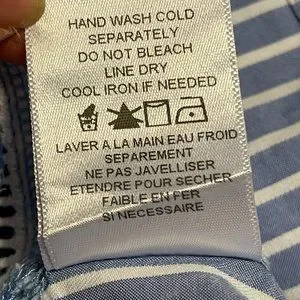 HAND WASH COLD
SEPARATELY
DO NOT BLEACH
LINE DRY
COOL IRON IF NEEDED
LAVER A LA MAIN EAU FROID
SEPAREMENT
NE PAS JAVELLISER
ETENDRE POUR SECHER
FAIBLE EN FER
SI NECESSAIRE